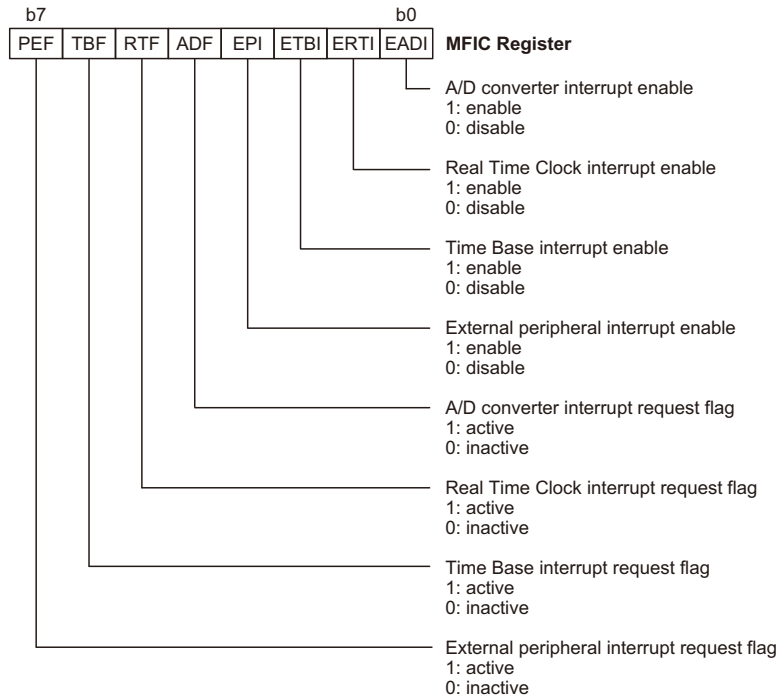 b7 b0
PEF TBF RTF ADF EPI ETBI ERTI EADI MFIC Register
A/D converter interrupt enable
1: enable
0: disable
Real Time Clock interrupt enable
1: enable
0: disable
Time Base interrupt enable
1: enable
0: disable
External peripheral interrupt enable
1: enable
0: disable
A/D converter interrupt request flag
1: active
0: inactive
Real Time Clock interrupt request flag
1: active
0: inactive
Time Base interrupt request flag
1: active
0: inactive
External peripheral interrupt request flag
1: active
0: inactive